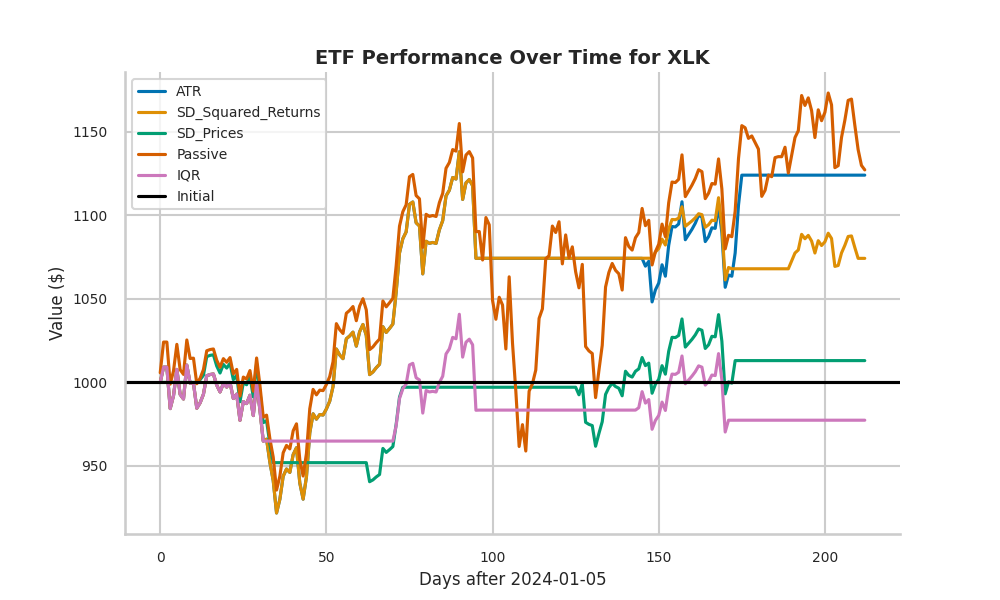 ETF Performance Over Time for XLK
ATR
SD_Squared_Returns
SD_Prices
Passive
IQR
Initial
Value ($)
1150
1100
1050
1000
950
0 50 100 150 200
Days after 2024-01-05